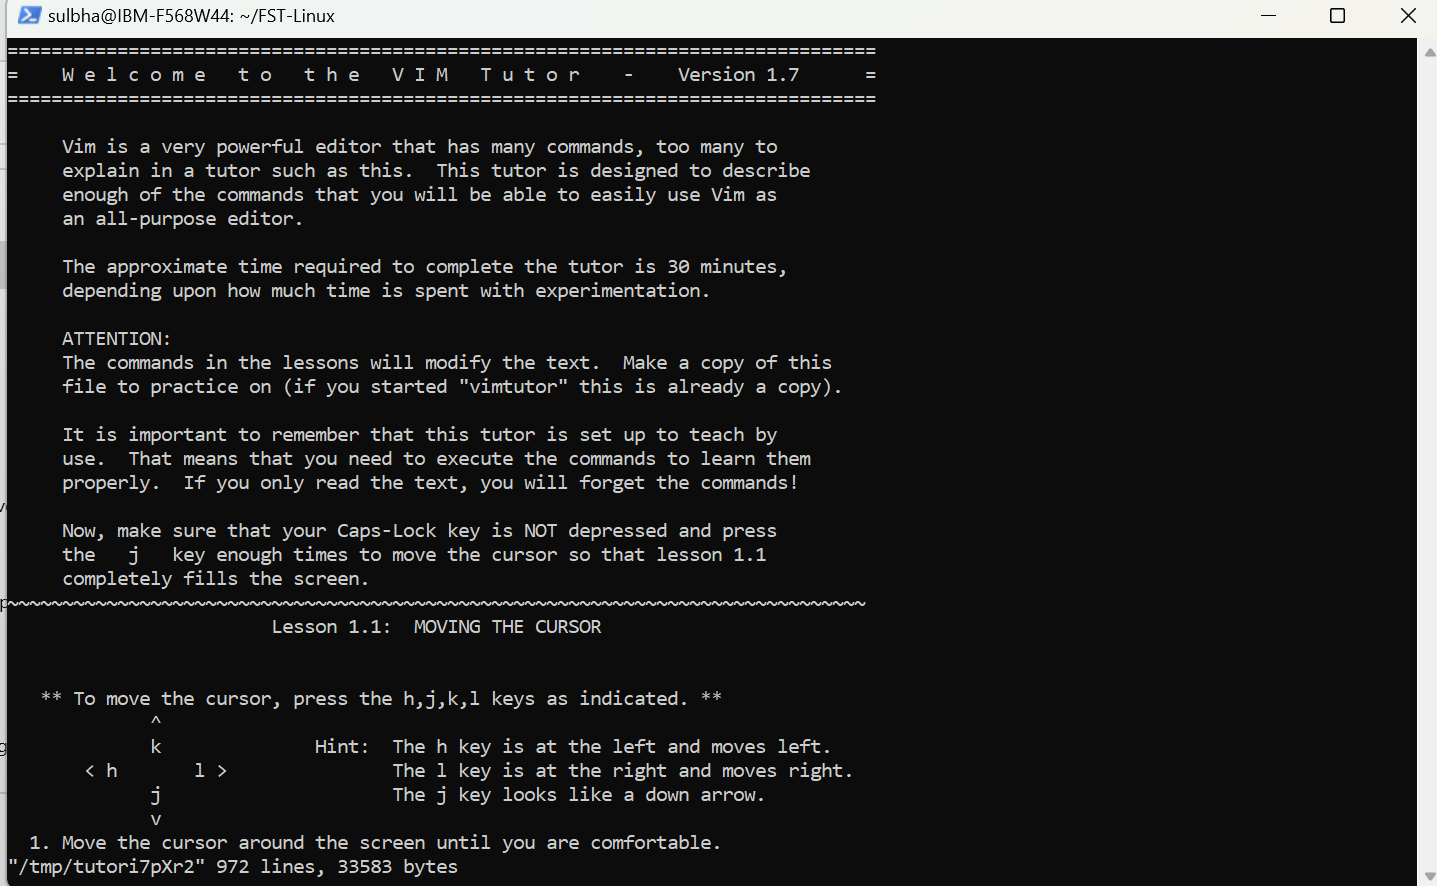 sulbha@IBM-F568W44: ~/FST-Linux
===============================================================================
=    W e l c o m e   t o   t h e   V I M   T u t o r    -    Version 1.7      =
===============================================================================
Vim is a very powerful editor that has many commands, too many to
explain in a tutor such as this.  This tutor is designed to describe
enough of the commands that you will be able to easily use Vim as
an all-purpose editor.
The approximate time required to complete the tutor is 30 minutes,
depending upon how much time is spent with experimentation.
ATTENTION:
The commands in the lessons will modify the text.  Make a copy of this
file to practice on (if you started "vimtutor" this is already a copy).
It is important to remember that this tutor is set up to teach by
use.  That means that you need to execute the commands to learn them
properly.  If you only read the text, you will forget the commands!
Now, make sure that your Caps-Lock key is NOT depressed and press
the   j   key enough times to move the cursor so that lesson 1.1
completely fills the screen.
~~~~~~~~~~~~~~~~~~~~~~~~~~~~~~~~~~~~~~~~~~~~~~~~~~~~~~~~~~~~~~~~~~~~~~~~~~~~~~
Lesson 1.1:  MOVING THE CURSOR
** To move the cursor, press the h,j,k,l keys as indicated. **
^
k              Hint:  The h key is at the left and moves left.
< h       l >               The l key is at the right and moves right.
j                     The j key looks like a down arrow.
v
1. Move the cursor around the screen until you are comfortable.
"/tmp/tutori7pXr2" 972 lines, 33583 bytes